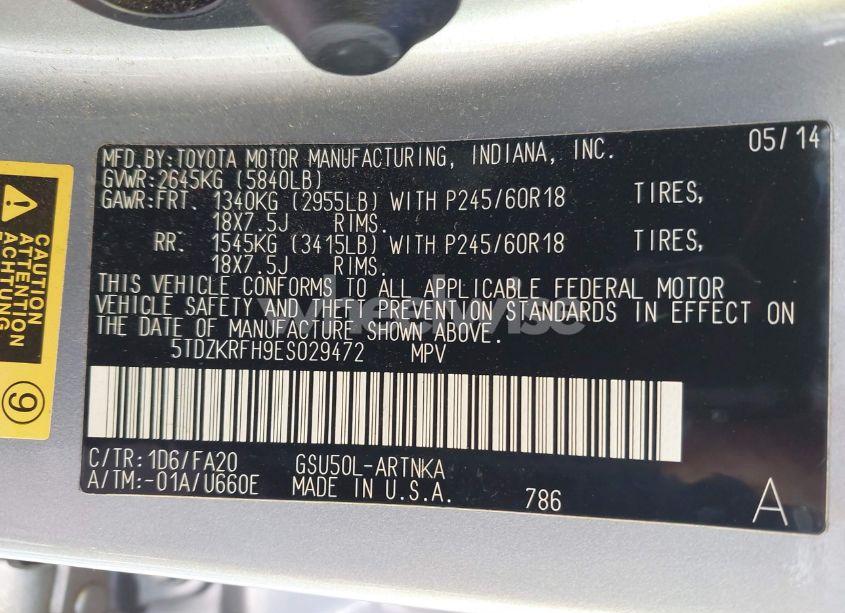 MFD.BY:TOYOTA MOTOR MANUFACTURING, INDIANA, INC. 05/14
GVWR:2645KG (5840LB)
GAWR:FRT. 1340KG (2955LB) WITH P245/60R18 TIRES,
18X7.5J RIMS.
RR. 1545KG (3415LB) WITH P245/60R18 TIRES,
18X7.5J RIMS.
THIS VEHICLE CONFORMS TO ALL APPLICABLE FEDERAL MOTOR
VEHICLE SAFETY AND THEFT PREVENTION STANDARDS IN EFFECT ON
THE DATE OF MANUFACTURE SHOWN ABOVE.
5TDZKRFH9ES029472 MPV
C/TR:1D6/FA20 GSU50L-ARTNKA
A/TM:-01A/U660E MADE IN U.S.A. 786 A
CAUTION
ATTENTION
ACHTUNG
9
wheelwise